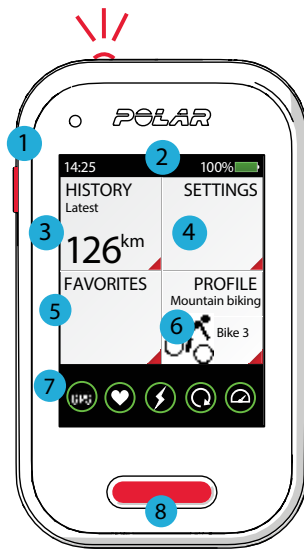 POLAR
1
2
14:25 100%
HISTORY SETTINGS
Latest
3 126km 4
FAVORITES PROFILE
Mountain biking
5
6 Bike 3
7
GPS
8